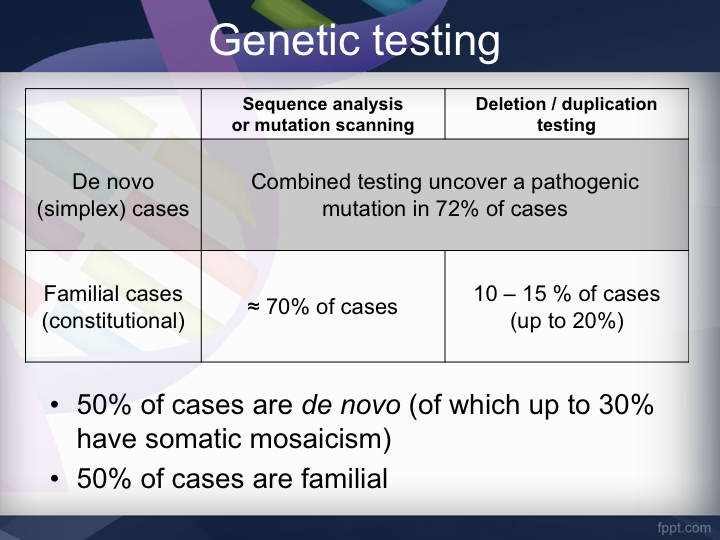 Genetic testing
Sequence analysis
or mutation scanning
Deletion / duplication
testing
De novo
(simplex) cases
Combined testing uncover a pathogenic
mutation in 72% of cases
Familial cases
(constitutional)
≈ 70% of cases
10 – 15 % of cases
(up to 20%)
• 50% of cases are de novo (of which up to 30%
have somatic mosaicism)
• 50% of cases are familial
fppt.com